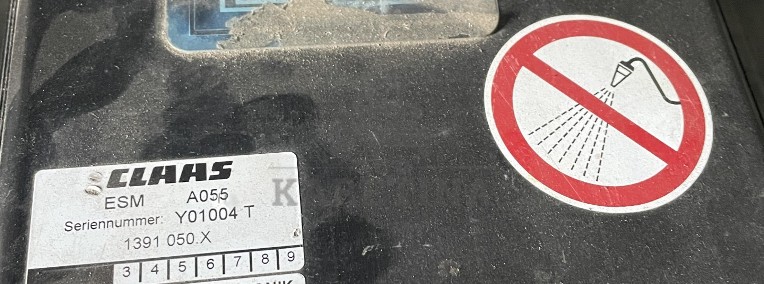 CLAAS
ESM A055
Seriennummer: Y01004 T
1391 050.X
3 4 5 6 7 8 9